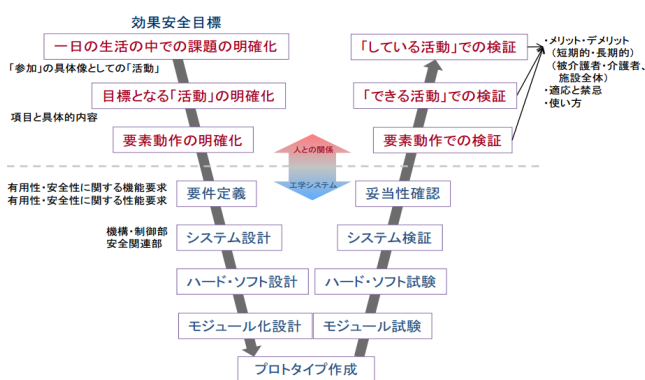 効果安全目標
一日の生活の中での課題の明確化
「している活動」での検証
・メリット・デメリット
（短期的・長期的）
（被介護者・介護者、
施設全体）
・適応と禁忌
・使い方
「参加」の具体像としての「活動」
目標となる「活動」の明確化
「できる活動」での検証
項目と具体的内容
要素動作の明確化
要素動作での検証
人との関係
工学システム
有用性・安全性に関する機能要求
有用性・安全性に関する性能要求
要件定義
妥当性確認
機構・制御部
安全関連部
システム設計
システム検証
ハード・ソフト設計
ハード・ソフト試験
モジュール化設計
モジュール試験
プロトタイプ作成